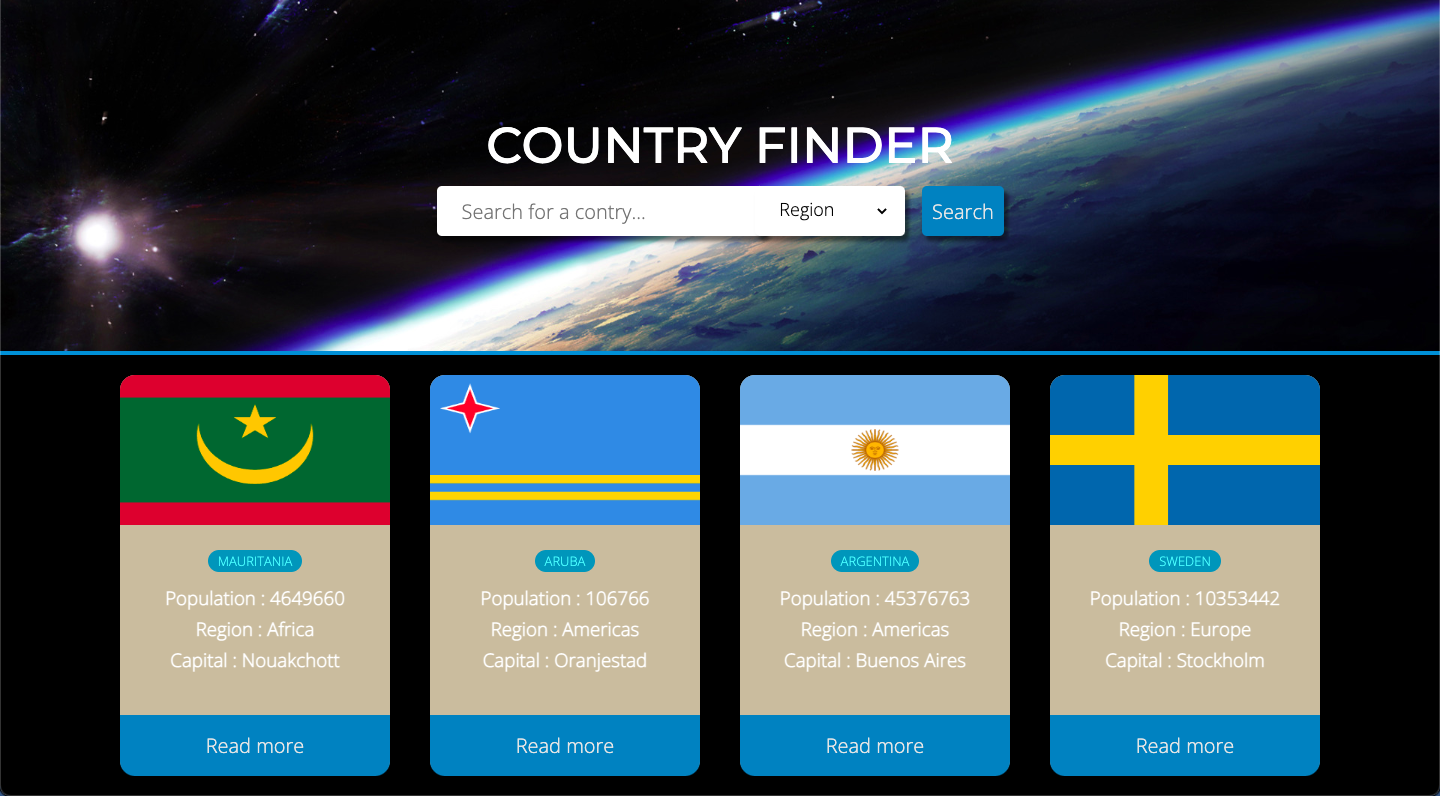 COUNTRY FINDER
Search for a contry...
Region
Search
MAURITANIA
Population : 4649660
Region : Africa
Capital : Nouakchott
Read more
ARUBA
Population : 106766
Region : Americas
Capital : Oranjestad
Read more
ARGENTINA
Population : 45376763
Region : Americas
Capital : Buenos Aires
Read more
SWEDEN
Population : 10353442
Region : Europe
Capital : Stockholm
Read more